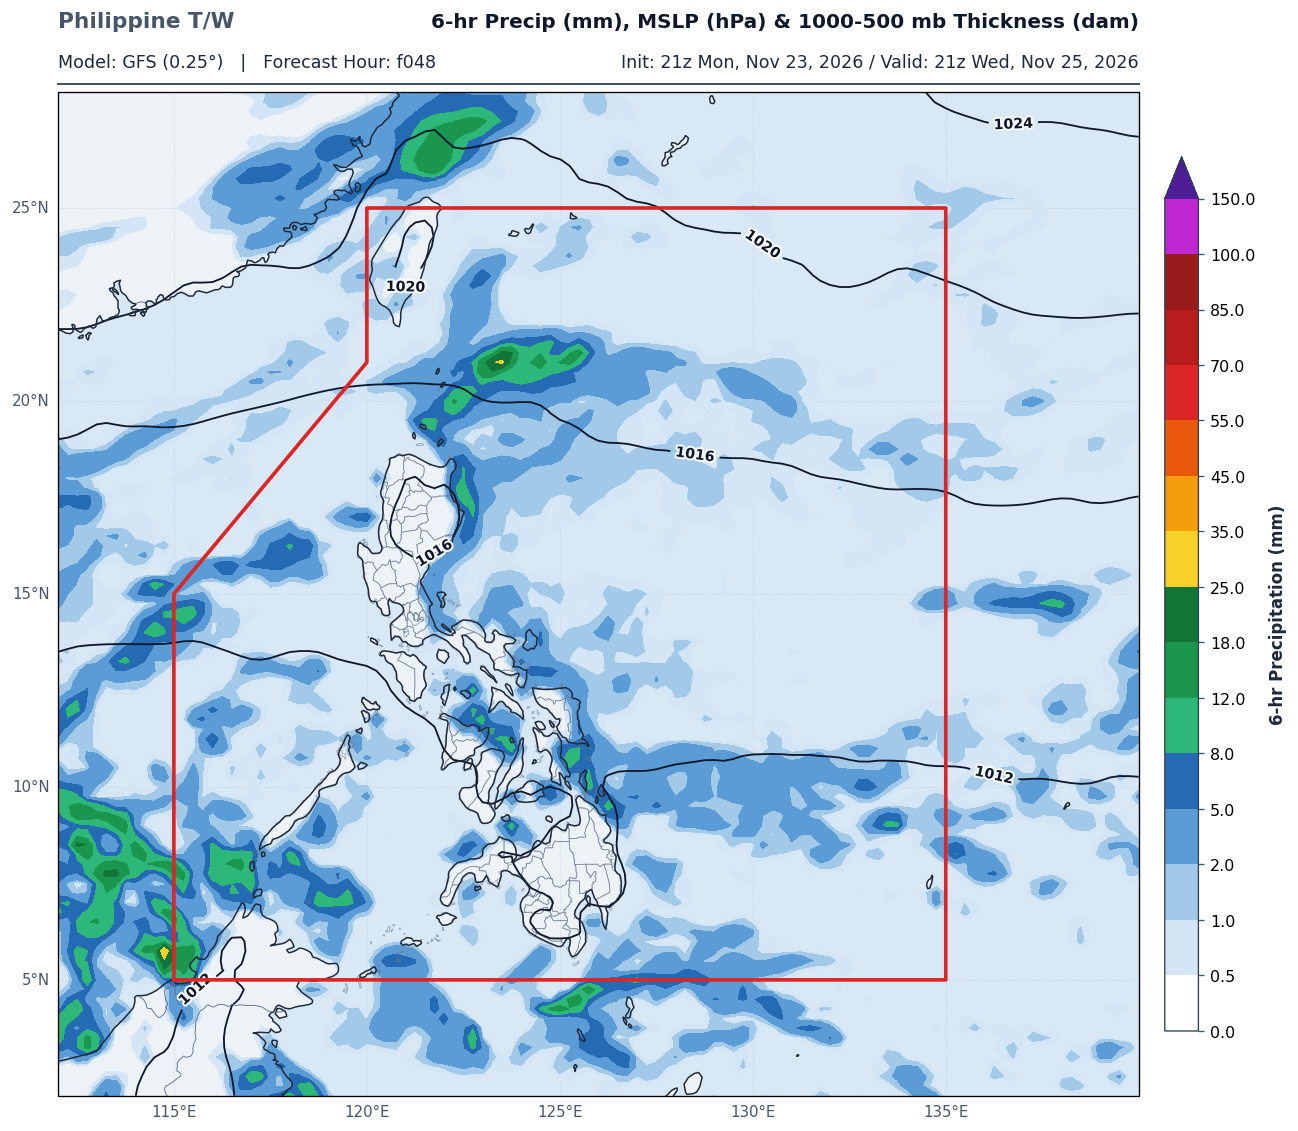 Philippine T/W
6-hr Precip (mm), MSLP (hPa) & 1000-500 mb Thickness (dam)
Model: GFS (0.25°) | Forecast Hour: f048
Init: 21z Mon, Nov 23, 2026 / Valid: 21z Wed, Nov 25, 2026
1024
1020
1020
1016
1016
1012
1012
25°N
20°N
15°N
10°N
5°N
115°E
120°E
125°E
130°E
135°E
150.0
100.0
85.0
70.0
55.0
45.0
35.0
25.0
18.0
12.0
8.0
5.0
2.0
1.0
0.5
0.0
6-hr Precipitation (mm)